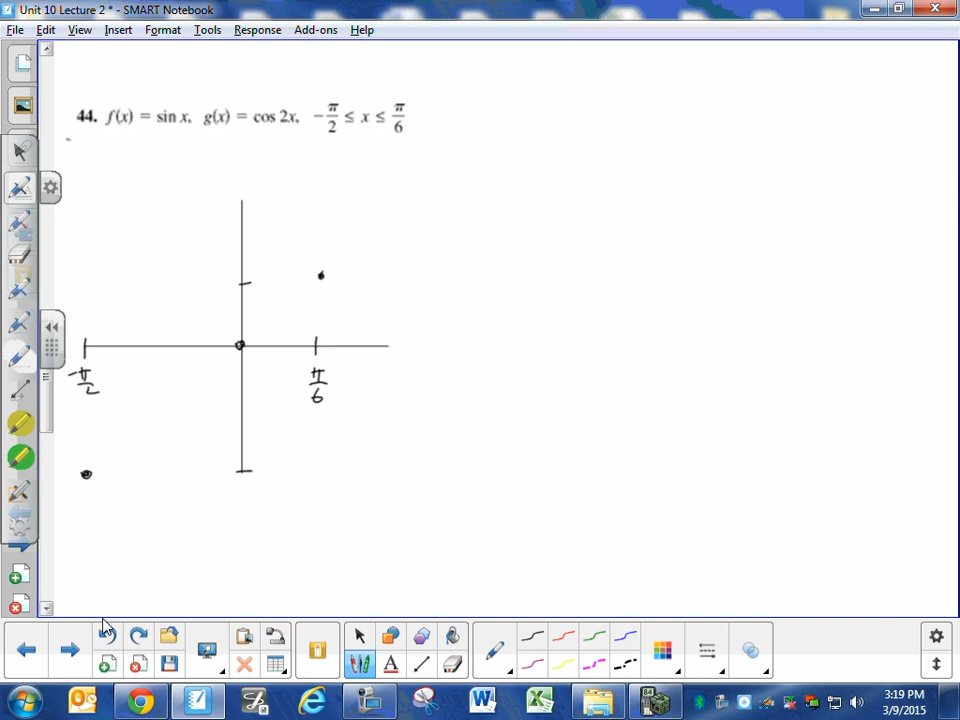 Unit 10 Lecture 2 * - SMART Notebook
File Edit View Insert Format Tools Response Add-ons Help
44. f(x) = sin x, g(x) = cos 2x, -π/2 ≤ x ≤ π/6
-π/2
π/6
A
W
84
3:19 PM
3/9/2015